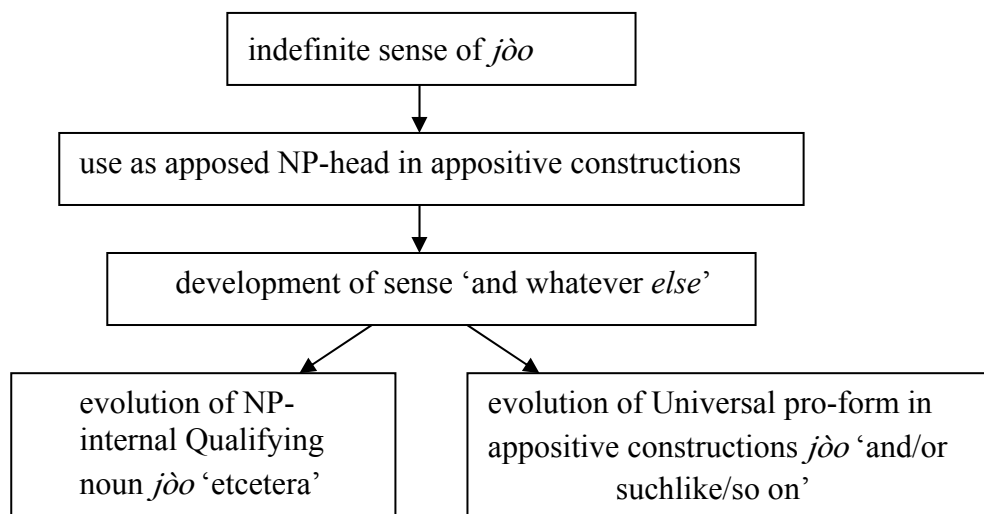 indefinite sense of jòo
use as apposed NP-head in appositive constructions
development of sense ‘and whatever else’
evolution of NP-
internal Qualifying
noun jòo ‘etcetera’
evolution of Universal pro-form in
appositive constructions jòo ‘and/or
suchlike/so on’